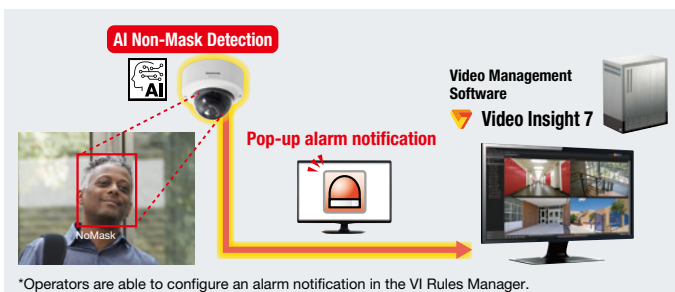 AI Non-Mask Detection
AI
Video Management
Software
Video Insight 7
Pop-up alarm notification
NoMask
*Operators are able to configure an alarm notification in the VI Rules Manager.